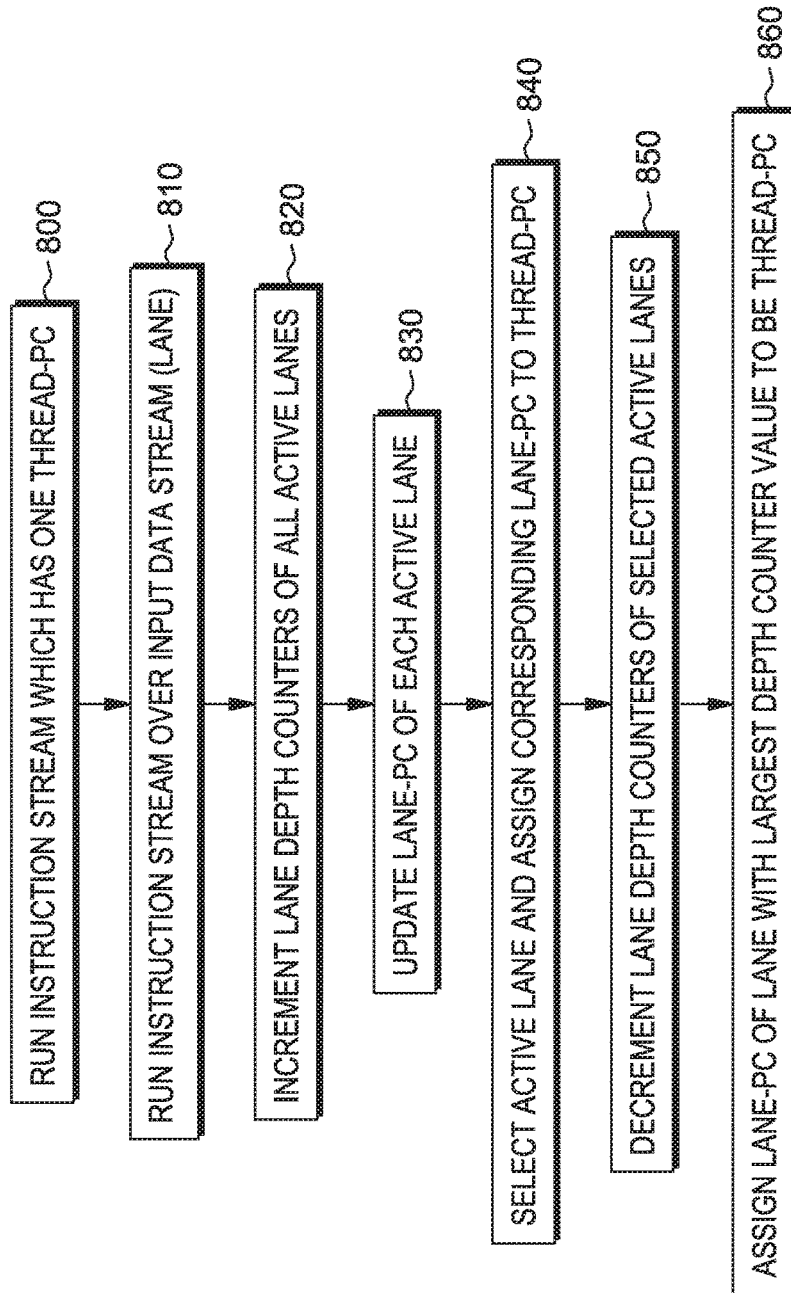 RUN INSTRUCTION STREAM WHICH HAS ONE THREAD-PC
800
RUN INSTRUCTION STREAM OVER INPUT DATA STREAM (LANE)
810
INCREMENT LANE DEPTH COUNTERS OF ALL ACTIVE LANES
820
UPDATE LANE-PC OF EACH ACTIVE LANE
830
SELECT ACTIVE LANE AND ASSIGN CORRESPONDING LANE-PC TO THREAD-PC
840
DECREMENT LANE DEPTH COUNTERS OF SELECTED ACTIVE LANES
850
ASSIGN LANE-PC OF LANE WITH LARGEST DEPTH COUNTER VALUE TO BE THREAD-PC
860